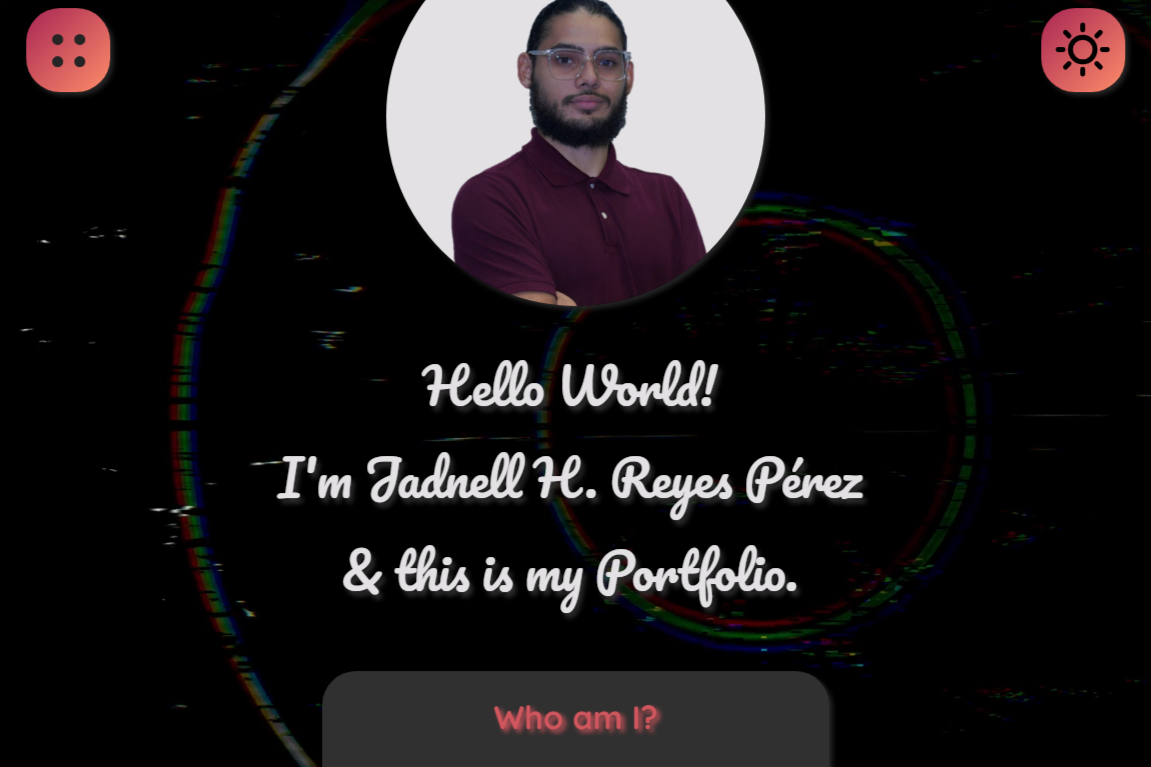 Hello World!
I'm Jadnell H. Reyes Pérez
& this is my Portfolio.
Who am I?